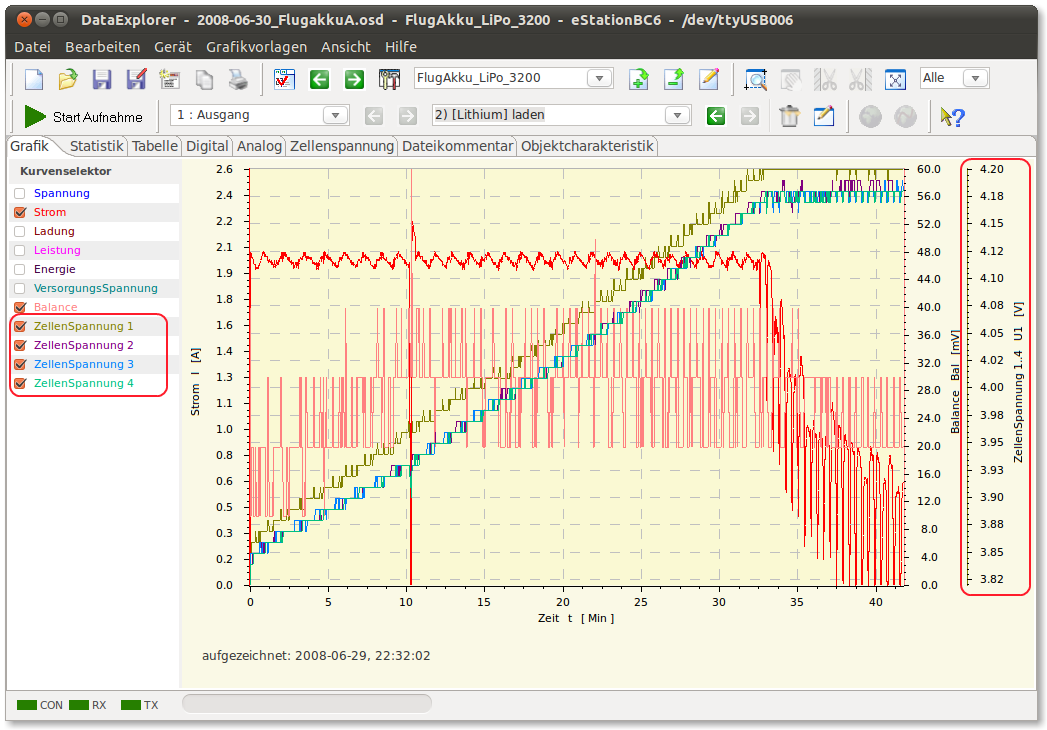 DataExplorer - 2008-06-30_FlugakkuA.osd - FlugAkku_LiPo_3200 - eStationBC6 - /dev/ttyUSB006
Datei Bearbeiten Gerät Grafikvorlagen Ansicht Hilfe
FlugAkku_LiPo_3200 Alle
Start Aufnahme 1 : Ausgang 2) [Lithium] laden
Grafik Statistik Tabelle Digital Analog Zellenspannung Dateikommentar Objektcharakteristik
Kurvenselektor
Spannung
Strom
Ladung
Leistung
Energie
VersorgungsSpannung
Balance
ZellenSpannung 1
ZellenSpannung 2
ZellenSpannung 3
ZellenSpannung 4
Strom I [A]
2.6
2.4
2.2
2.1
1.9
1.8
1.6
1.4
1.3
1.1
1.0
0.8
0.6
0.5
0.3
0.2
0.0
60.0
56.0
52.0
48.0
44.0
40.0
36.0
32.0
28.0
24.0
20.0
16.0
12.0
8.0
4.0
0.0
Balance Bal [mV]
4.20
4.18
4.15
4.12
4.10
4.08
4.05
4.02
4.00
3.98
3.95
3.93
3.90
3.88
3.85
3.82
ZellenSpannung 1..4 U1 [V]
0 5 10 15 20 25 30 35 40
Zeit t [ Min ]
aufgezeichnet: 2008-06-29, 22:32:02
CON RX TX